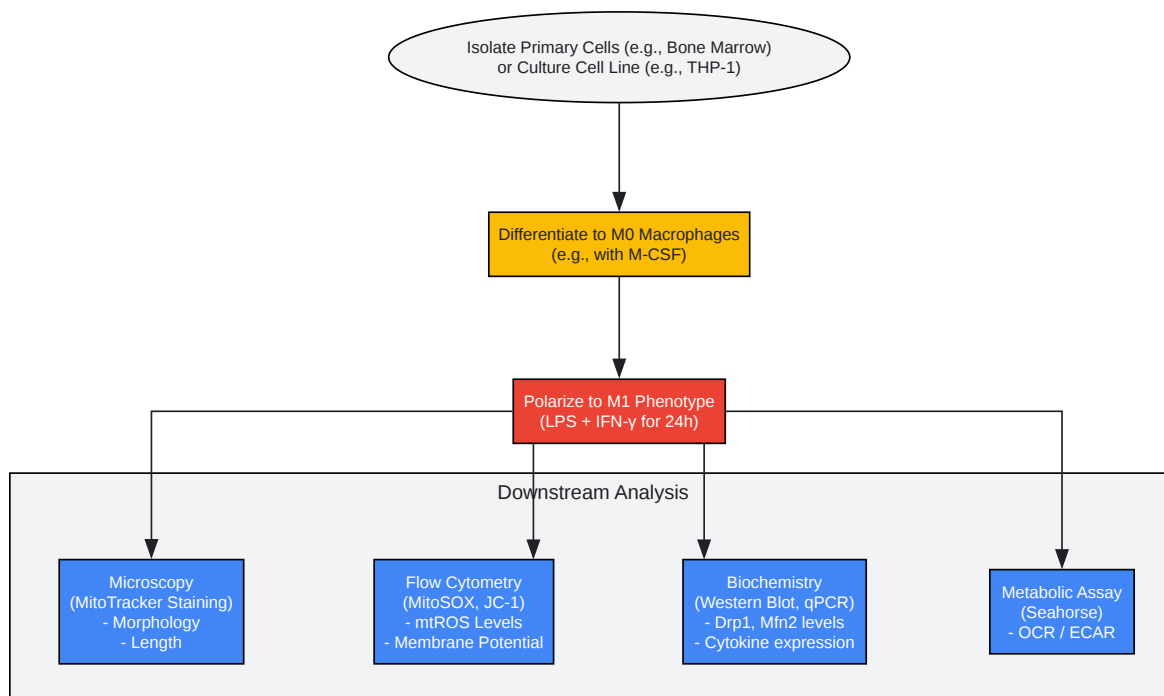 Isolate Primary Cells (e.g., Bone Marrow)
or Culture Cell Line (e.g., THP-1)
Differentiate to M0 Macrophages
(e.g., with M-CSF)
Polarize to M1 Phenotype
(LPS + IFN-γ for 24h)
Downstream Analysis
Microscopy
(MitoTracker Staining)
- Morphology
- Length
Flow Cytometry
(MitoSOX, JC-1)
- mtROS Levels
- Membrane Potential
Biochemistry
(Western Blot, qPCR)
- Drp1, Mfn2 levels
- Cytokine expression
Metabolic Assay
(Seahorse)
- OCR / ECAR